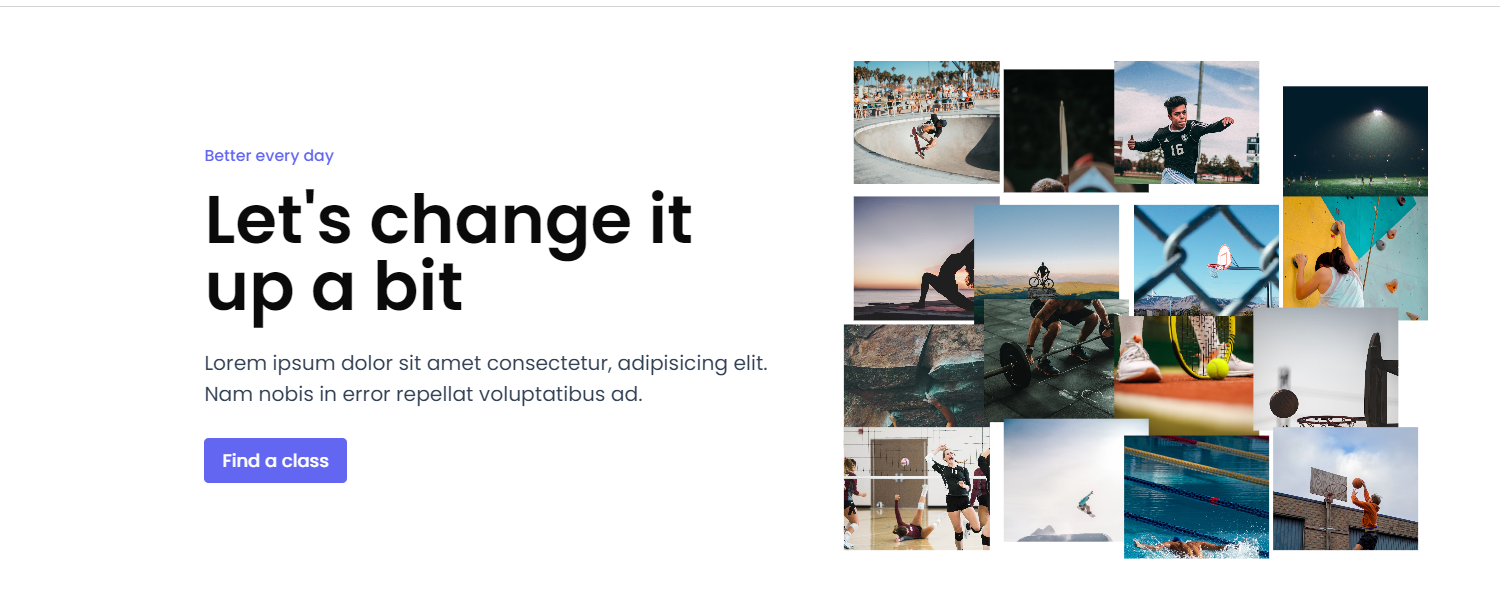 Better every day
Let's change it
up a bit
Lorem ipsum dolor sit amet consectetur, adipisicing elit.
Nam nobis in error repellat voluptatibus ad.
Find a class
16